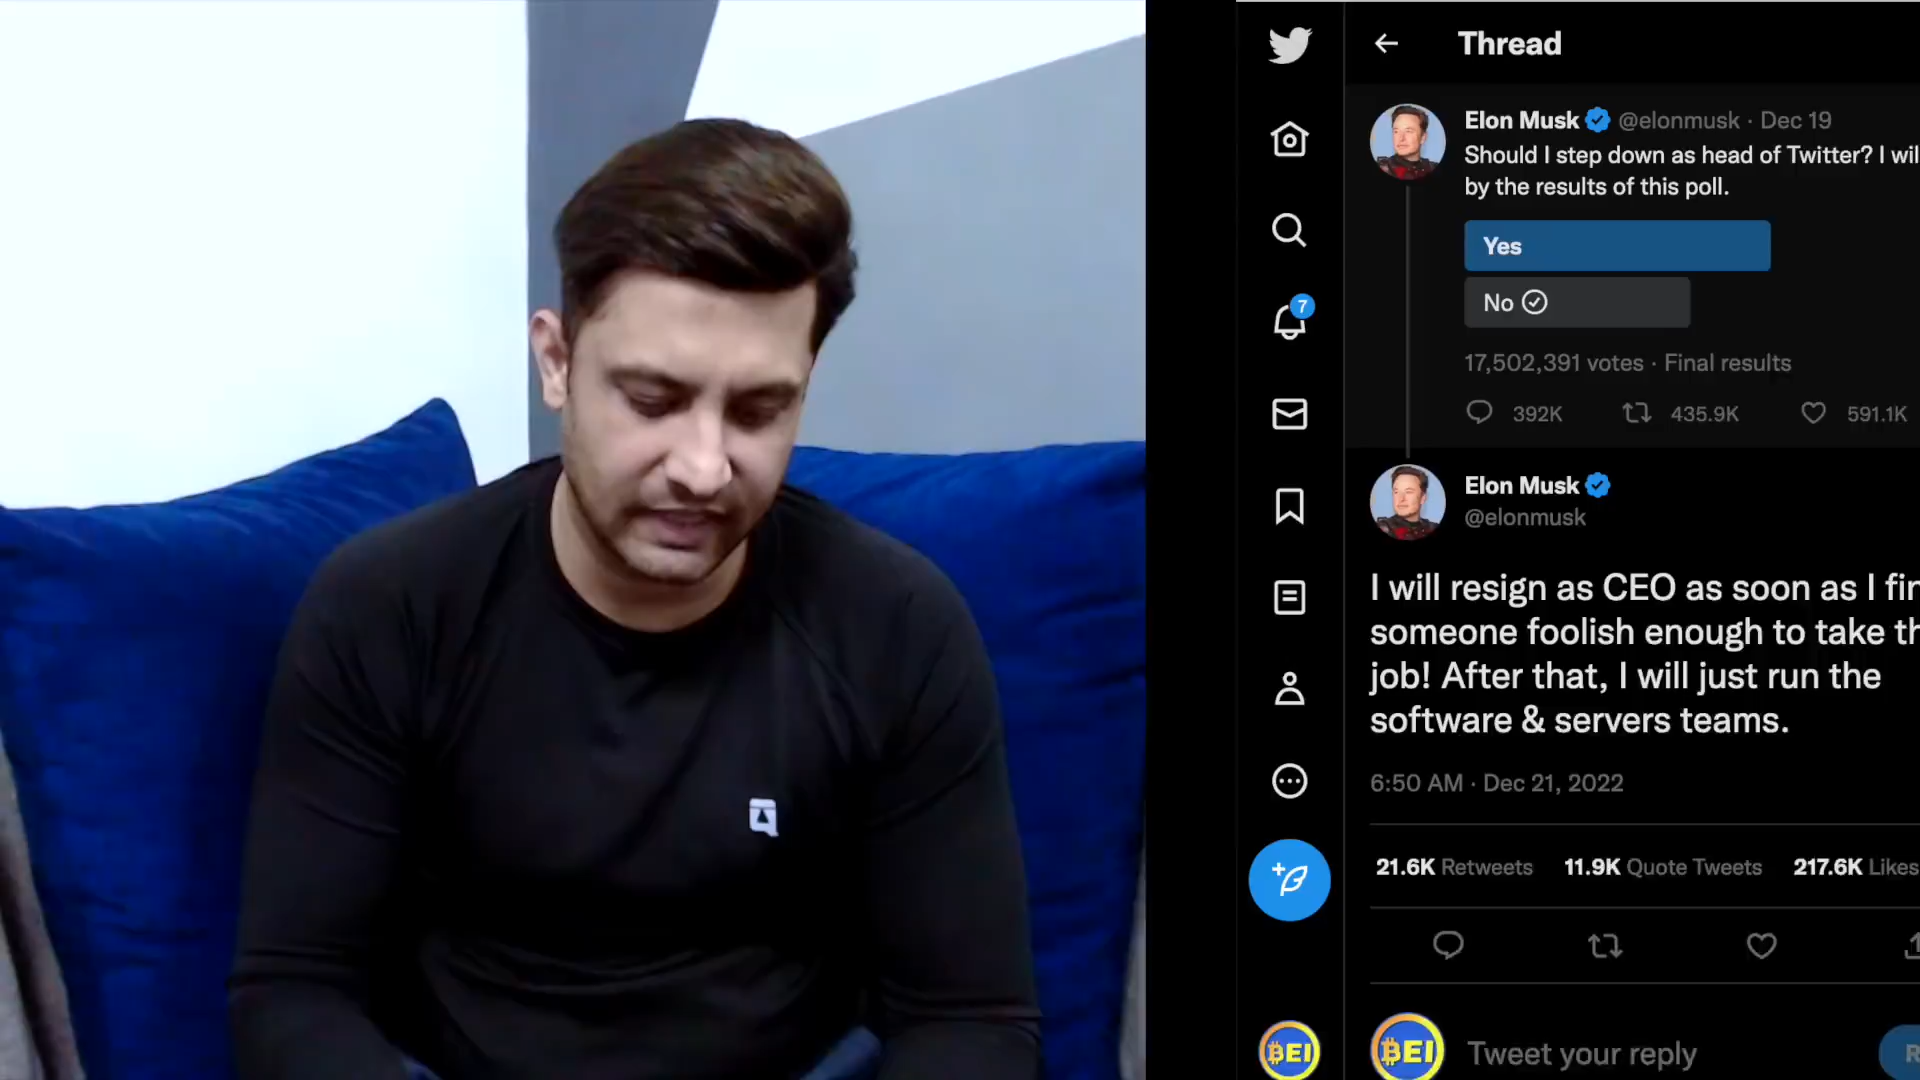 Thread
Elon Musk @elonmusk · Dec 19
Should I step down as head of Twitter? I wil
by the results of this poll.
Yes
No
17,502,391 votes · Final results
392K 435.9K 591.1K
7
Elon Musk
@elonmusk
I will resign as CEO as soon as I fin
someone foolish enough to take th
job! After that, I will just run the
software & servers teams.
6:50 AM · Dec 21, 2022
21.6K Retweets 11.9K Quote Tweets 217.6K Likes
BEI
BEI Tweet your reply R